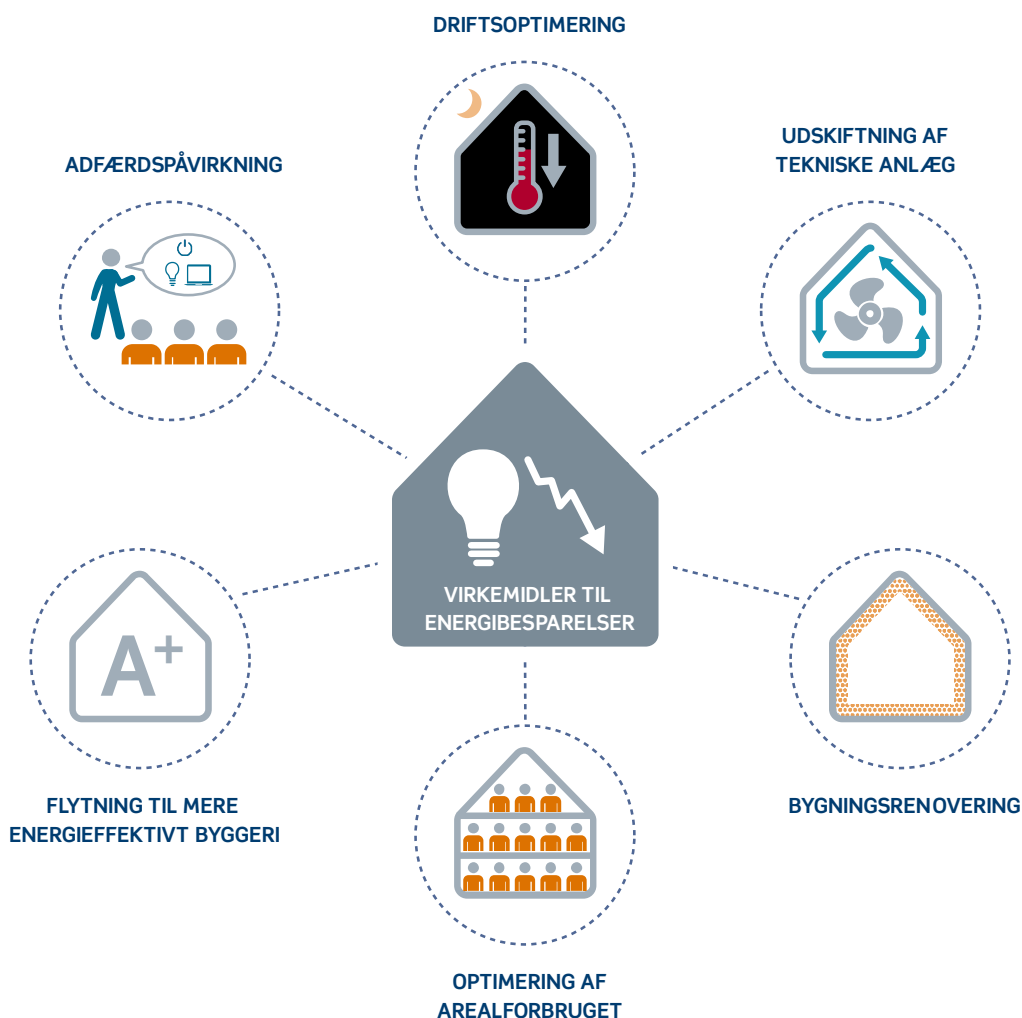 DRIFTSOPTIMERING
ADFÆRDSPÅVIRKNING
UDSKIFTNING AF
TEKNISKE ANLÆG
VIRKEMIDLER TIL
ENERGIBESPARELSER
A+
FLYTNING TIL MERE
ENERGIEFFEKTIVT BYGGERI
BYGNINGSRENOVERING
OPTIMERING AF
AREALFORBRUGET